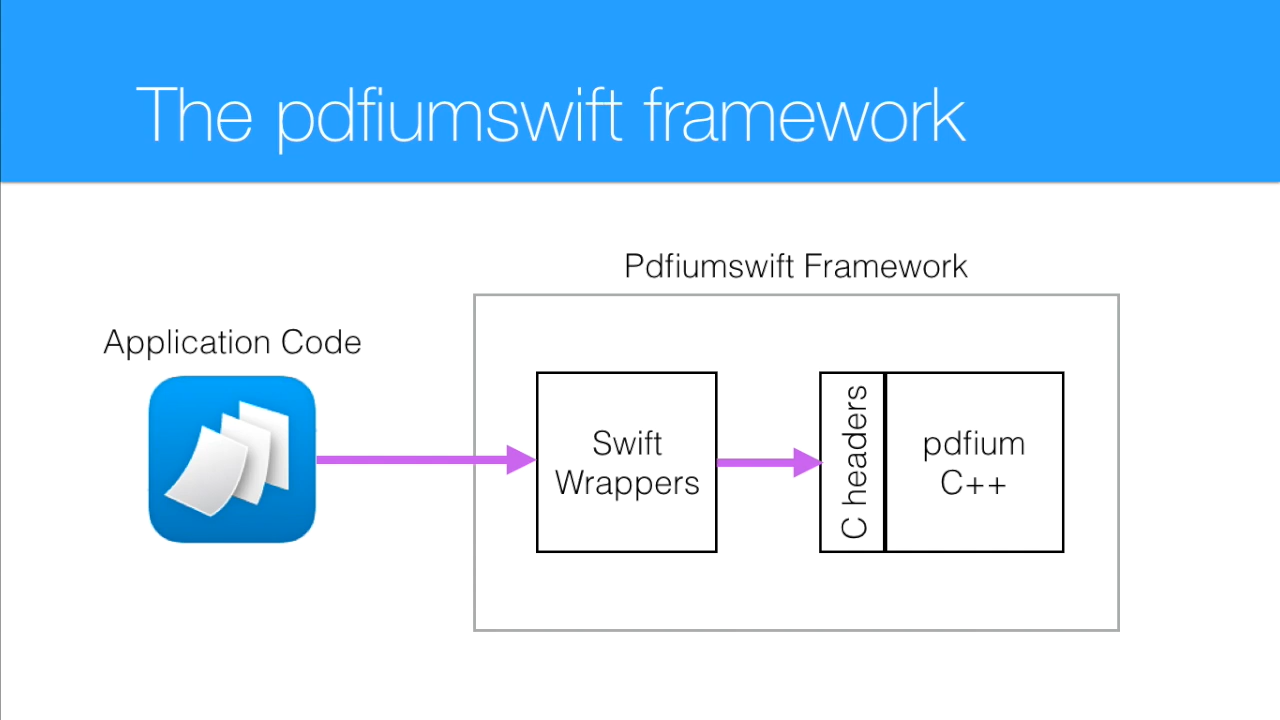 The pdfiumswift framework
Pdfiumswift Framework
Application Code
Swift
Wrappers
C headers
pdfium
C++